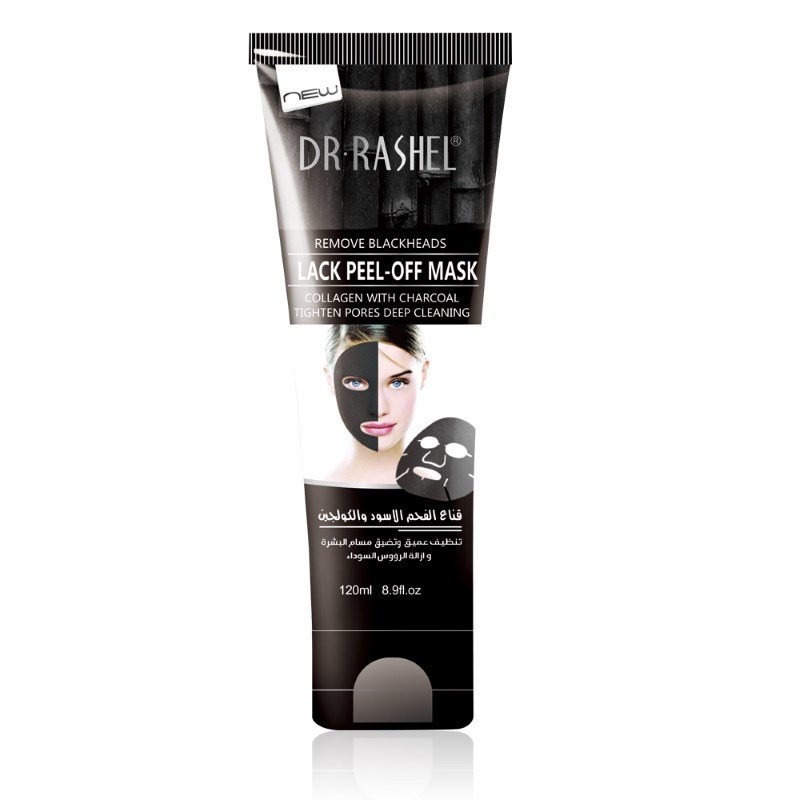 NEW
DR·RASHEL®
REMOVE BLACKHEADS
LACK PEEL-OFF MASK
COLLAGEN WITH CHARCOAL
TIGHTEN PORES DEEP CLEANING
قناع الفحم الاسود والكولجين
تنظيف عميق وتضيق مسام البشرة
و ازالة الرووس السوداء
120ml 8.9fl.oz